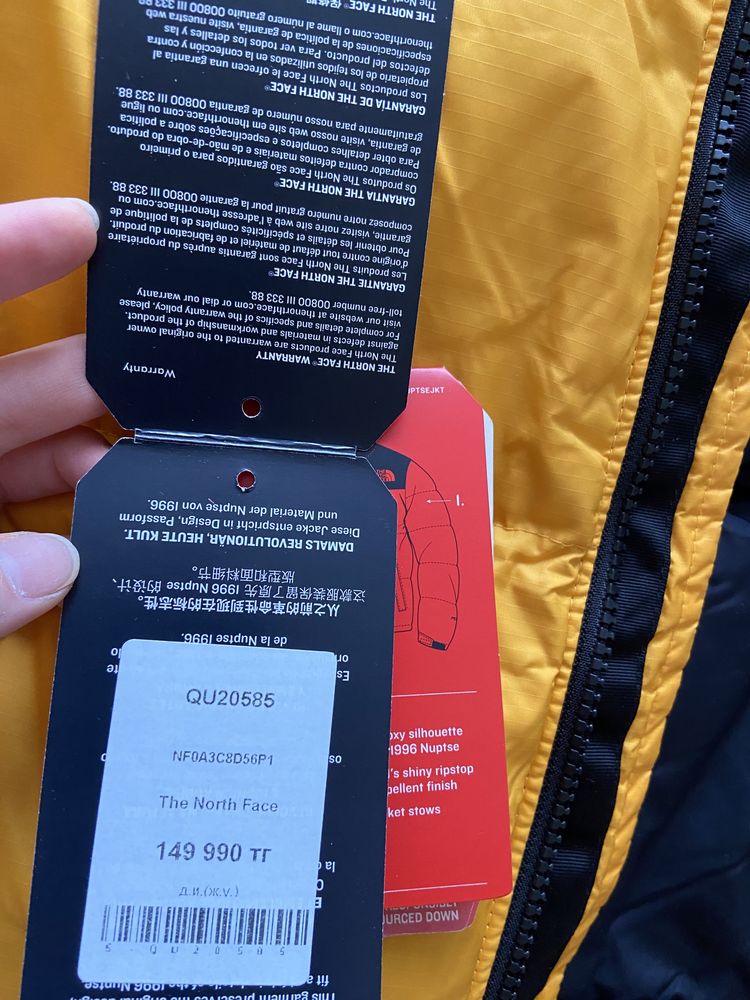 Warranty
THE NORTH FACE® WARRANTY
The North Face products are warranted to the original owner
against defects in materials and workmanship of the product.
For complete details and specifics of the warranty policy, please
visit our website at thenorthface.com or dial our warranty
toll-free number 00800 111 333 88.
GARANTIE THE NORTH FACE®
Les produits The North Face sont garantis auprès du propriétaire
d'origine contre tout défaut de matériel et de fabrication du produit.
Pour obtenir les détails et spécificités complets de la politique de
garantie, visitez notre site web à l'adresse thenorthface.com ou
composez notre numéro gratuit pour la garantie 00800 111 333 88.
GARANTIA THE NORTH FACE®
Os produtos The North Face são garantidos para o primeiro
comprador contra defeitos materiais e de mão-de-obra do produto.
Para obter detalhes completos e especificações sobre a política
de garantia, visite nosso web site em thenorthface.com ou ligue
gratuitamente para nosso número de garantia 00800 111 333 88.
GARANTÍA DE THE NORTH FACE®
Los productos The North Face le ofrecen una garantía al
propietario de los tejidos utilizados en la confección y contra
defectos del producto. Para ver todos los detalles y las
especificaciones de la política de garantía, visite nuestra web
thenorthface.com o llame al número gratuito 00800 111 333 88.
THE NORTH FACE®
This garment preserves the original
fit a
1996 Nuptse
de la Nuptse 1996.
从之前的革命性到现在的标志性。
这款服装保留了原先 1996 Nuptse 的设计、
版型和面料细节。
DAMALS REVOLUTIONÄR, HEUTE KULT.
Diese Jacke entspricht in Design, Passform
und Material der Nuptse von 1996.
QU20585
NF0A3C8D56P1
The North Face
149 990 тг
д.и.(ж.у.)
UPTSEJKT
THE NORTH FACE
1.
oxy silhouette
1996 Nuptse
's shiny ripstop
pellent finish
ket stows
RESPONSIBLY
URCED DOWN